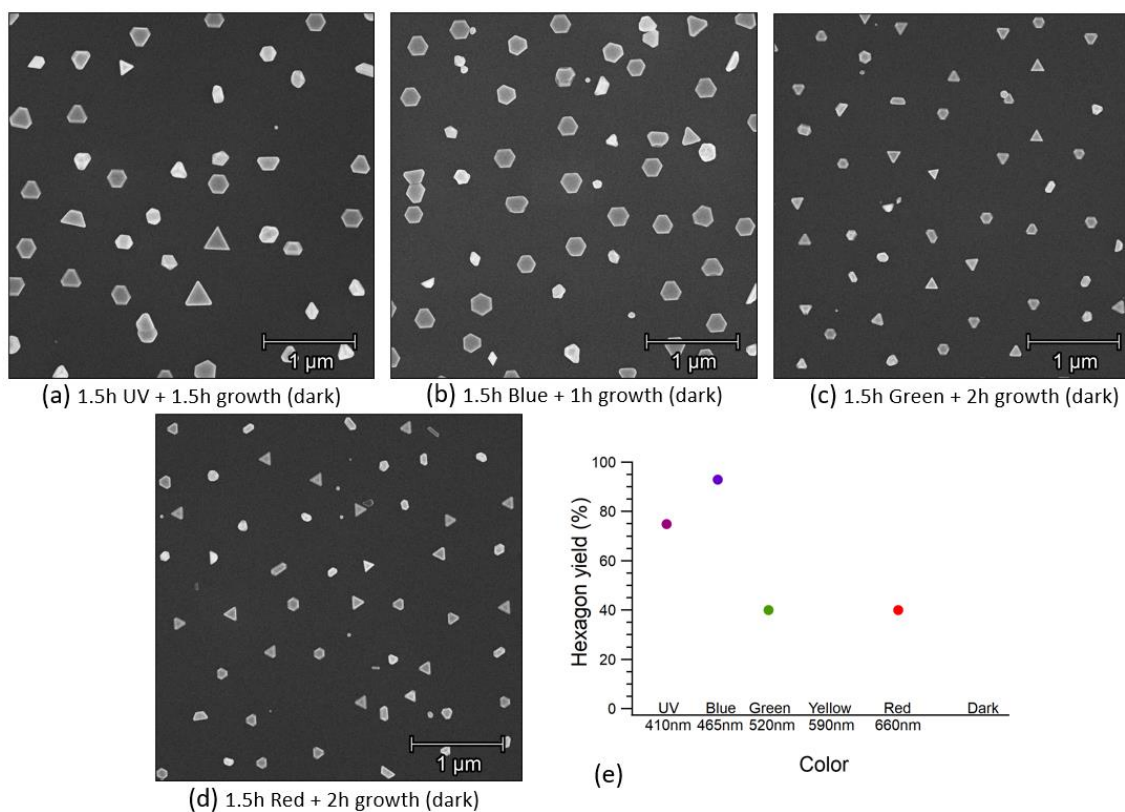 1 µm
1 µm
1 µm
(a) 1.5h UV + 1.5h growth (dark)
(b) 1.5h Blue + 1h growth (dark)
(c) 1.5h Green + 2h growth (dark)
1 µm
(d) 1.5h Red + 2h growth (dark)
100
80
60
40
20
0
Hexagon yield (%)
UV Blue Green Yellow Red Dark
410nm 465nm 520nm 590nm 660nm
Color
(e)